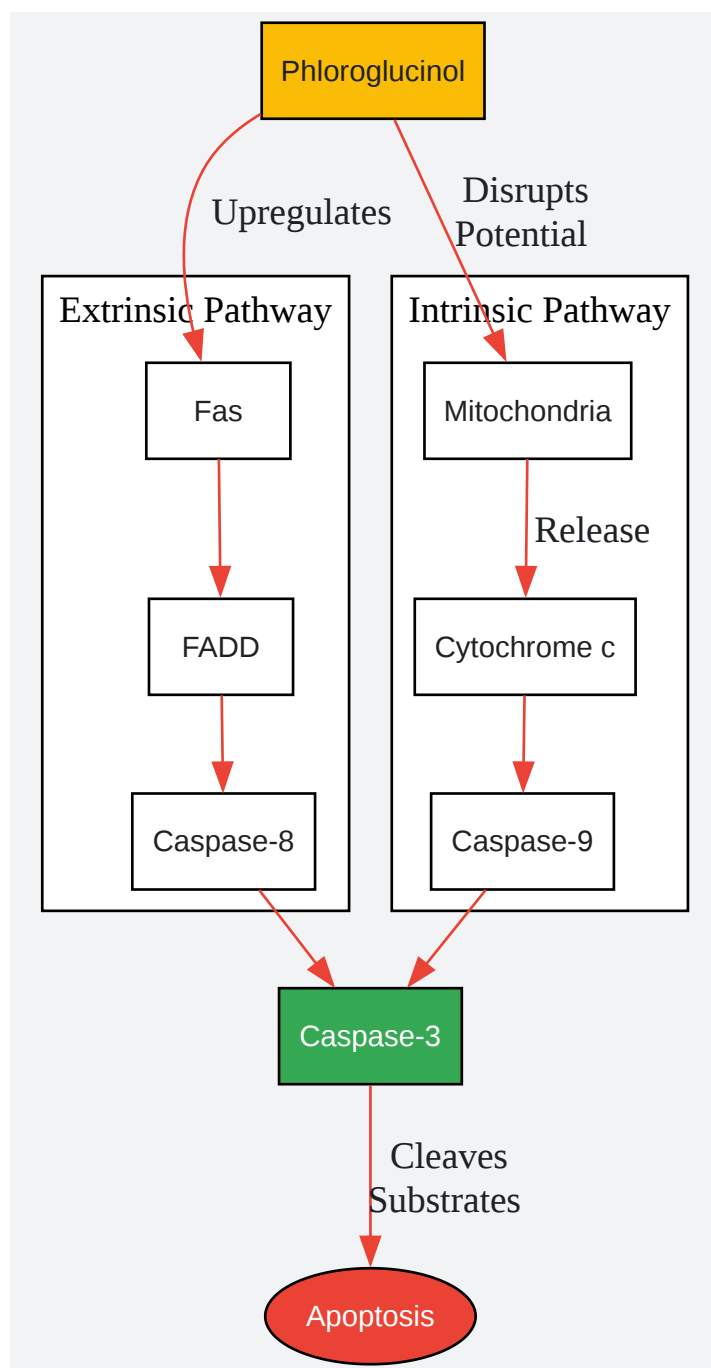 Phloroglucinol
Upregulates
Disrupts
Potential
Extrinsic Pathway
Fas
FADD
Caspase-8
Intrinsic Pathway
Mitochondria
Release
Cytochrome c
Caspase-9
Caspase-3
Cleaves
Substrates
Apoptosis